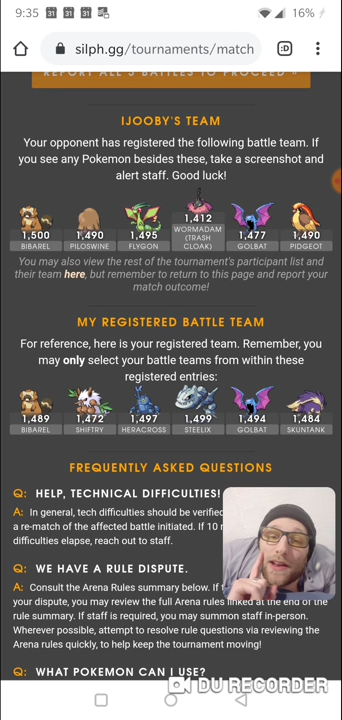 9:35 31 31 31 16%
silph.gg/tournaments/match :D
REPORT ALL 3 BATTLES TO PROCEED »
IJOOBY'S TEAM
Your opponent has registered the following battle team. If
you see any Pokemon besides these, take a screenshot and
alert staff. Good luck!
1,500 1,490 1,495 1,412 1,477 1,490
BIBAREL PILOSWINE FLYGON WORMADAM (TRASH CLOAK) GOLBAT PIDGEOT
You may also view the rest of the tournament's participant list and
their team here, but remember to return to this page and report your
match outcome!
MY REGISTERED BATTLE TEAM
For reference, here is your registered team. Remember, you
may only select your battle teams from within these
registered entries:
1,489 1,472 1,497 1,499 1,494 1,484
BIBAREL SHIFTRY HERACROSS STEELIX GOLBAT SKUNTANK
FREQUENTLY ASKED QUESTIONS
Q: HELP, TECHNICAL DIFFICULTIES!
A: In general, tech difficulties should be verified
a re-match of the affected battle initiated. If 10
difficulties elapse, reach out to staff.
Q: WE HAVE A RULE DISPUTE.
A: Consult the Arena Rules summary below. If
your dispute, you may review the full Arena rules linked at the end of the
rule summary. If staff is required, you may summon staff in-person.
Wherever possible, attempt to resolve rule questions via reviewing the
Arena rules quickly, to help keep the tournament moving!
Q: WHAT POKEMON CAN I USE?
DU RECORDER